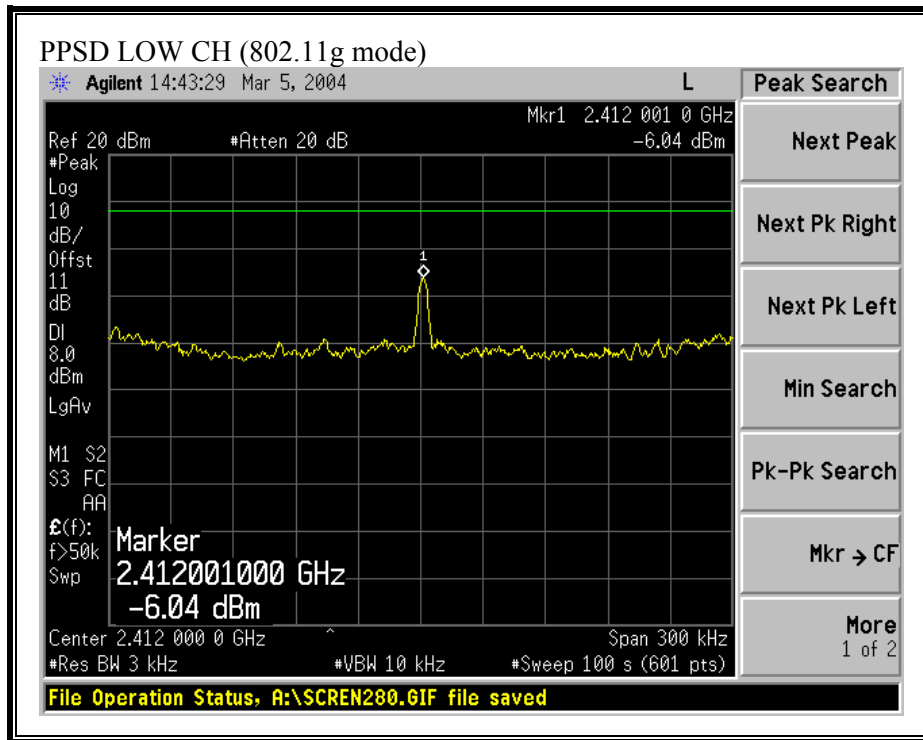 PPSD LOW CH (802.11g mode)
Agilent 14:43:29 Mar 5, 2004 L Peak Search
Mkr1 2.412 001 0 GHz
Ref 20 dBm #Atten 20 dB -6.04 dBm
#Peak
Log
10
dB/
Offst
11
dB
DI
8.0
dBm
LgAv
M1 S2
S3 FC
AA
£(f):
f>50k
Swp
1
Marker
2.412001000 GHz
-6.04 dBm
Center 2.412 000 0 GHz ^ Span 300 kHz
#Res BW 3 kHz #VBW 10 kHz #Sweep 100 s (601 pts)
Next Peak
Next Pk Right
Next Pk Left
Min Search
Pk-Pk Search
Mkr → CF
More
1 of 2
File Operation Status, A:\SCREN280.GIF file saved